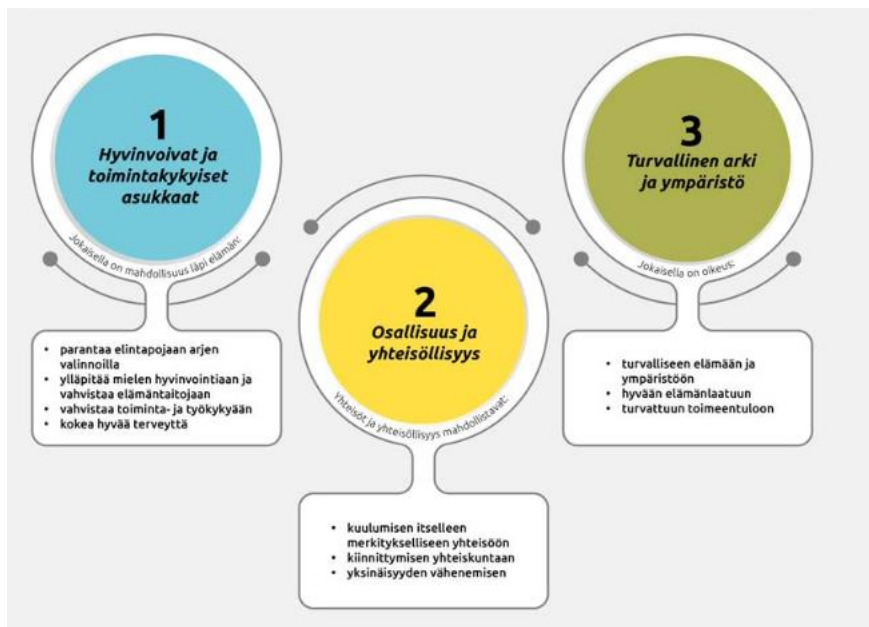 1
Hyvinvoivat ja
toimintakykyiset
asukkaat
Jokaisella on mahdollisuus läpi elämän:
• parantaa elintapojaan arjen
valinnoilla
• ylläpitää mielen hyvinvointiaan ja
vahvistaa elämäntaitojaan
• vahvistaa toiminta- ja työkykyään
• kokea hyvää terveyttä
2
Osallisuus ja
yhteisöllisyys
Yhteisöt ja yhteisöllisyys mahdollistavat:
• kuulumisen itselleen
merkitykselliseen yhteisöön
• kiinnittymisen yhteiskuntaan
• yksinäisyyden vähenemisen
3
Turvallinen arki
ja ympäristö
Jokaisella on oikeus:
• turvalliseen elämään ja
ympäristöön
• hyvään elämänlaatuun
• turvattuun toimeentuloon